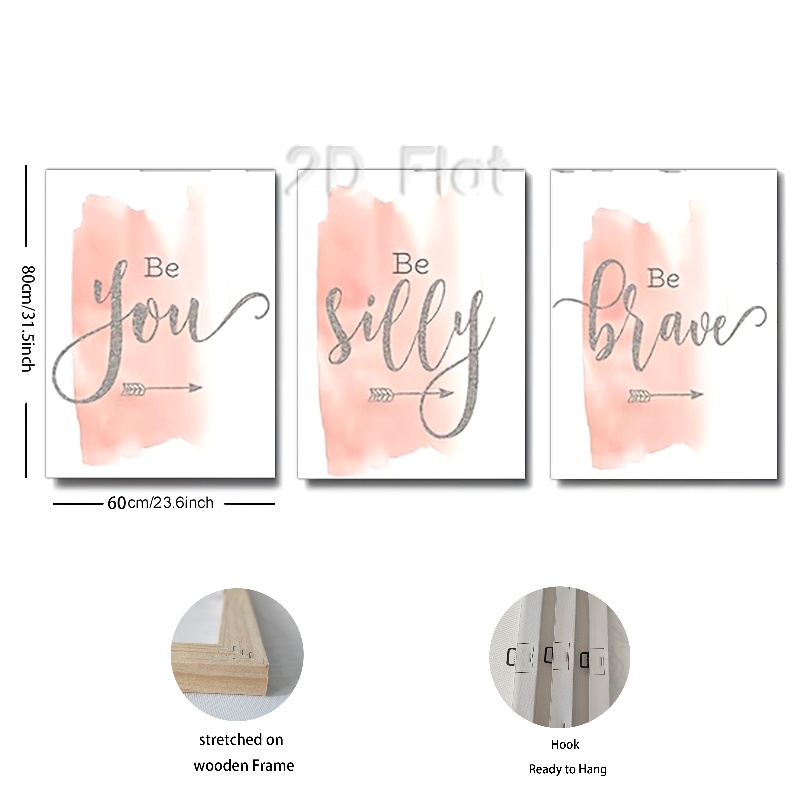 2D Flat
Be
you
Be
silly
Be
brave
80cm/31.5inch
60cm/23.6inch
stretched on
wooden Frame
Hook
Ready to Hang